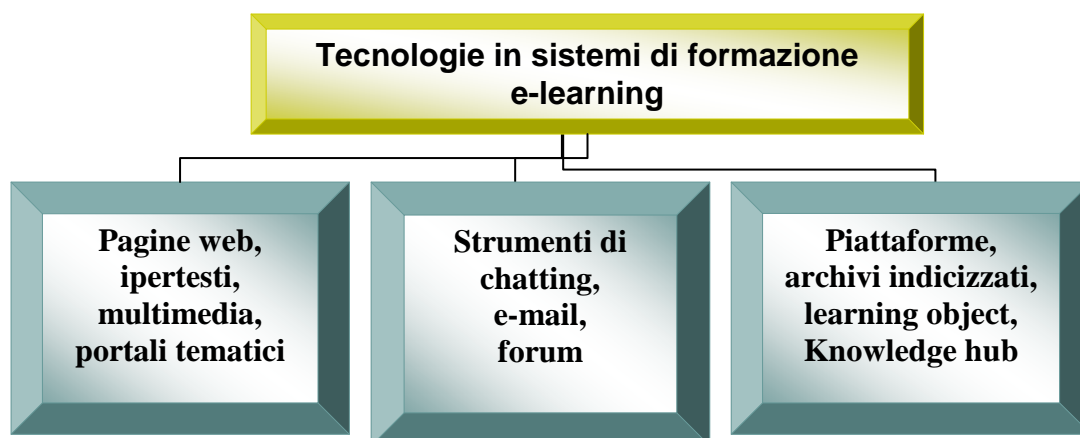 Tecnologie in sistemi di formazione
e-learning
Pagine web,
ipertesti,
multimedia,
portali tematici
Strumenti di
chatting,
e-mail,
forum
Piattaforme,
archivi indicizzati,
learning object,
Knowledge hub